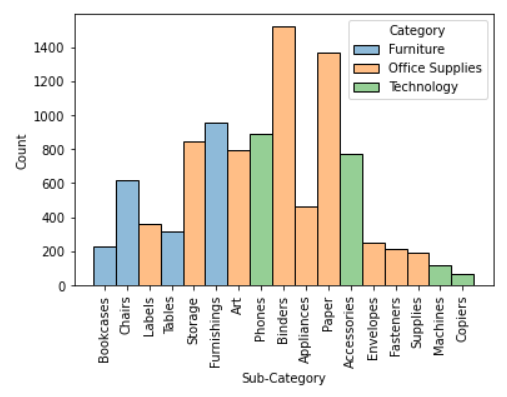 Category
Furniture
Office Supplies
Technology
Count
1400
1200
1000
800
600
400
200
0
Bookcases
Chairs
Labels
Tables
Storage
Furnishings
Art
Phones
Binders
Appliances
Paper
Accessories
Envelopes
Fasteners
Supplies
Machines
Copiers
Sub-Category